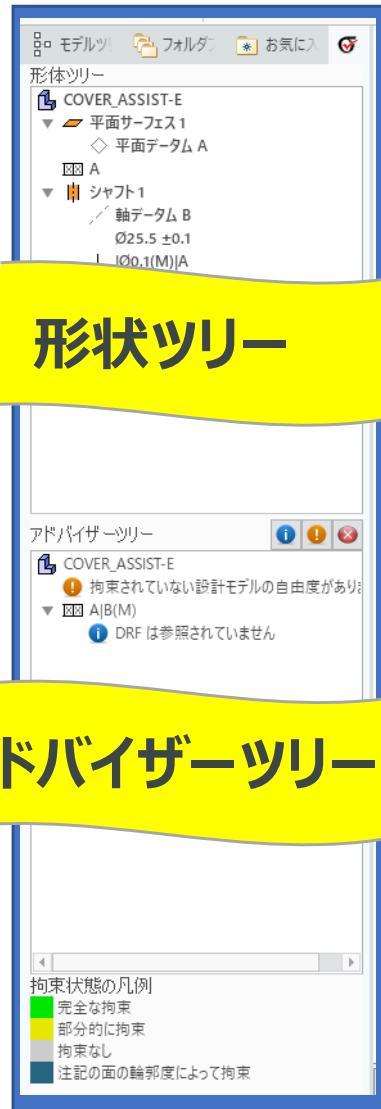 モデルツ
フォルダ
お気に入
形体ツリー
COVER_ASSIST-E
平面サーフェス 1
平面データム A
A
シャフト 1
軸データム B
Ø25.5 ±0.1
|Ø0.1(M)|A
形状ツリー
アドバイザーツリー
COVER_ASSIST-E
拘束されていない設計モデルの自由度があり
A|B(M)
DRF は参照されていません
ドバイザーツリー
拘束状態の凡例
完全な拘束
部分的に拘束
拘束なし
注記の面の輪郭度によって拘束